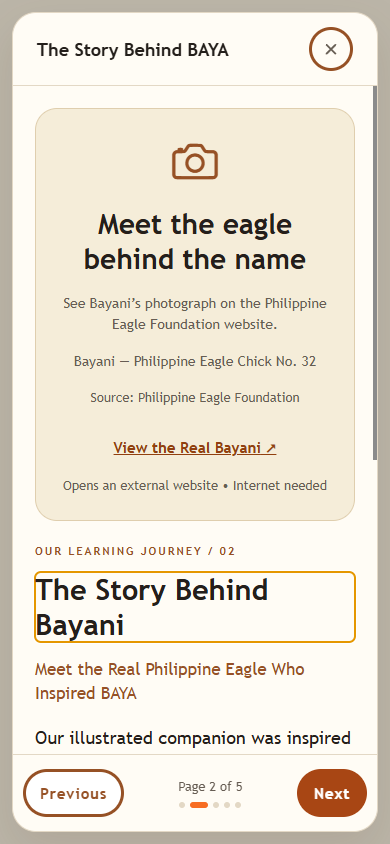 The Story Behind BAYA
Meet the eagle
behind the name
See Bayani’s photograph on the Philippine
Eagle Foundation website.
Bayani — Philippine Eagle Chick No. 32
Source: Philippine Eagle Foundation
View the Real Bayani ↗
Opens an external website • Internet needed
OUR LEARNING JOURNEY / 02
The Story Behind
Bayani
Meet the Real Philippine Eagle Who
Inspired BAYA
Our illustrated companion was inspired
Previous
Page 2 of 5
Next